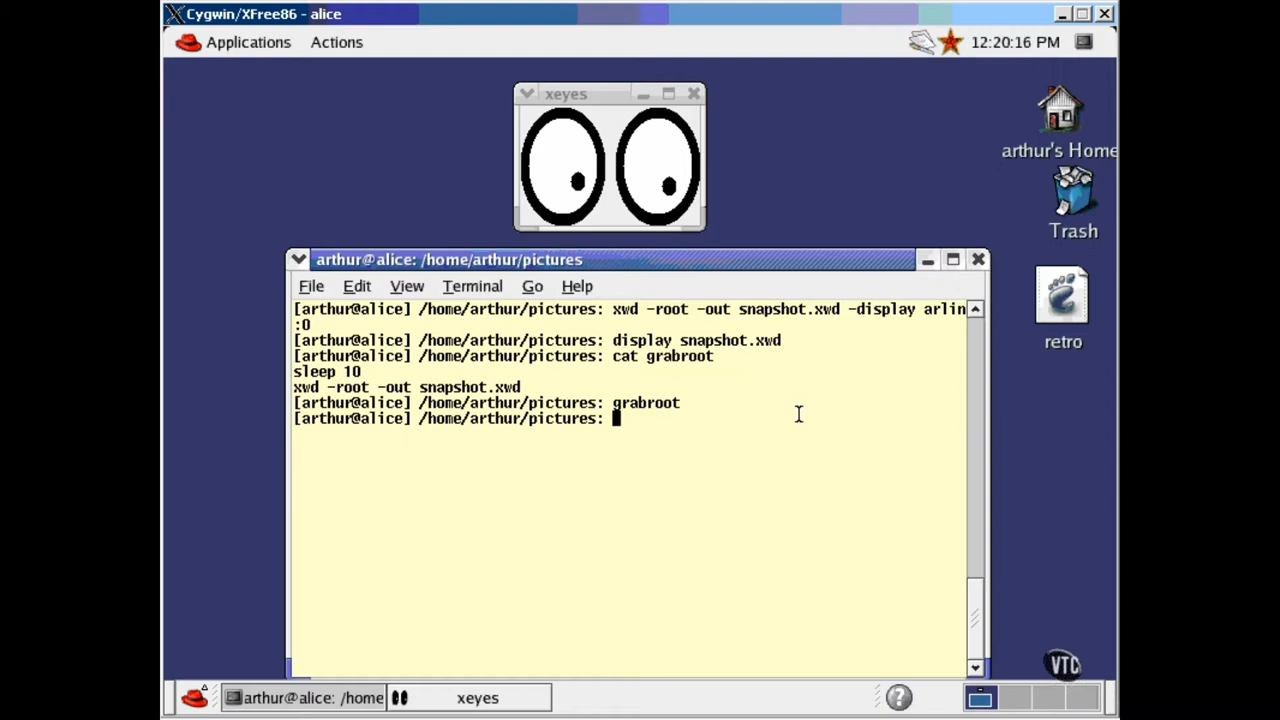 Cygwin/XFree86 - alice
Applications Actions 12:20:16 PM
xeyes
arthur's Home
Trash
retro
arthur@alice: /home/arthur/pictures
File Edit View Terminal Go Help
[arthur@alice] /home/arthur/pictures: xwd -root -out snapshot.xwd -display arlin
:0
[arthur@alice] /home/arthur/pictures: display snapshot.xwd
[arthur@alice] /home/arthur/pictures: cat grabroot
sleep 10
xwd -root -out snapshot.xwd
[arthur@alice] /home/arthur/pictures: grabroot
[arthur@alice] /home/arthur/pictures:
VTC
arthur@alice: /home xeyes ?